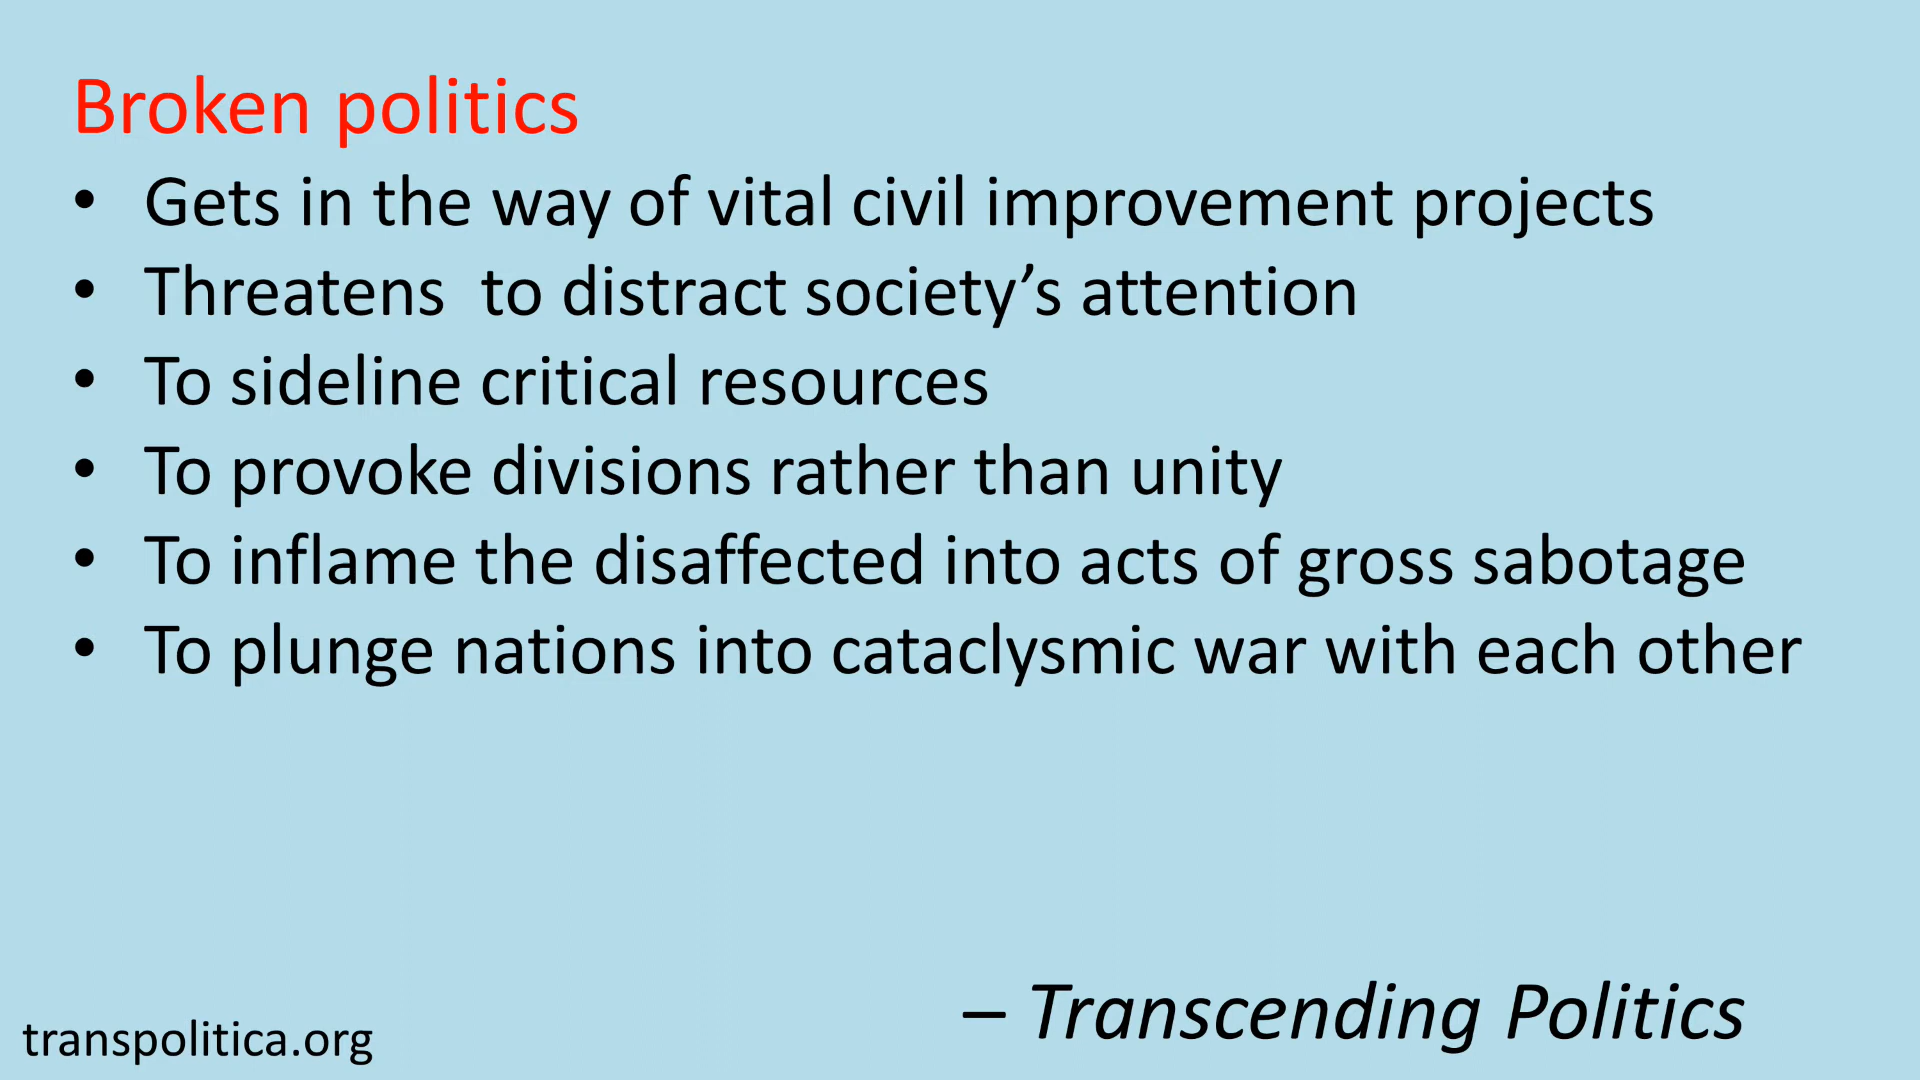 Broken politics
• Gets in the way of vital civil improvement projects
• Threatens  to distract society’s attention
• To sideline critical resources
• To provoke divisions rather than unity
• To inflame the disaffected into acts of gross sabotage
• To plunge nations into cataclysmic war with each other
– Transcending Politics
transpolitica.org